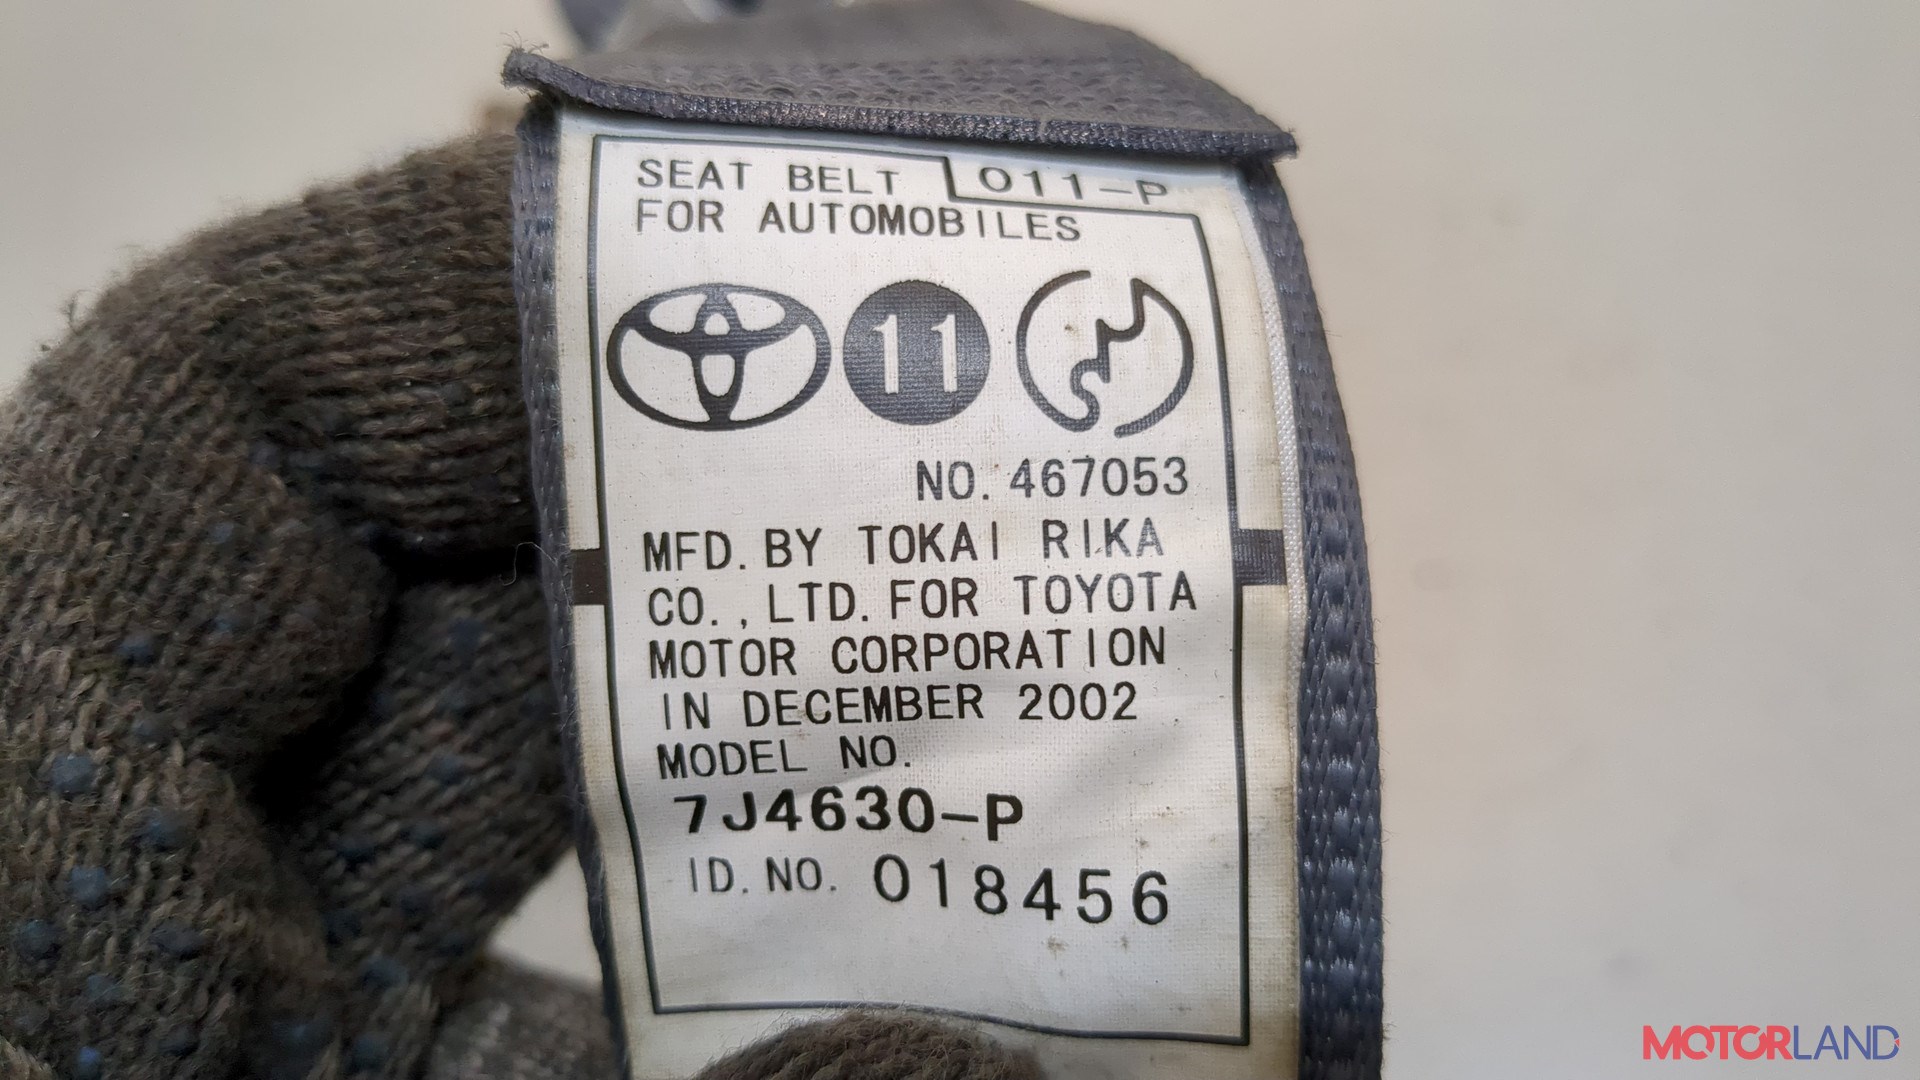 SEAT BELT 011-P
FOR AUTOMOBILES
11
NO. 467053
MFD. BY TOKAI RIKA
CO., LTD. FOR TOYOTA
MOTOR CORPORATION
IN DECEMBER 2002
MODEL NO.
7J4630-P
ID. NO. 018456
MOTORLAND